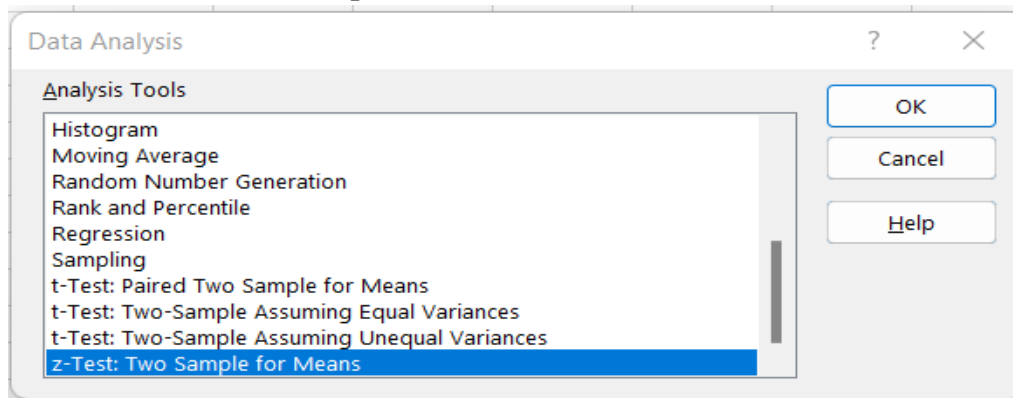 Data Analysis
?
Analysis Tools
Histogram
Moving Average
Random Number Generation
Rank and Percentile
Regression
Sampling
t-Test: Paired Two Sample for Means
t-Test: Two-Sample Assuming Equal Variances
t-Test: Two-Sample Assuming Unequal Variances
z-Test: Two Sample for Means
OK
Cancel
Help